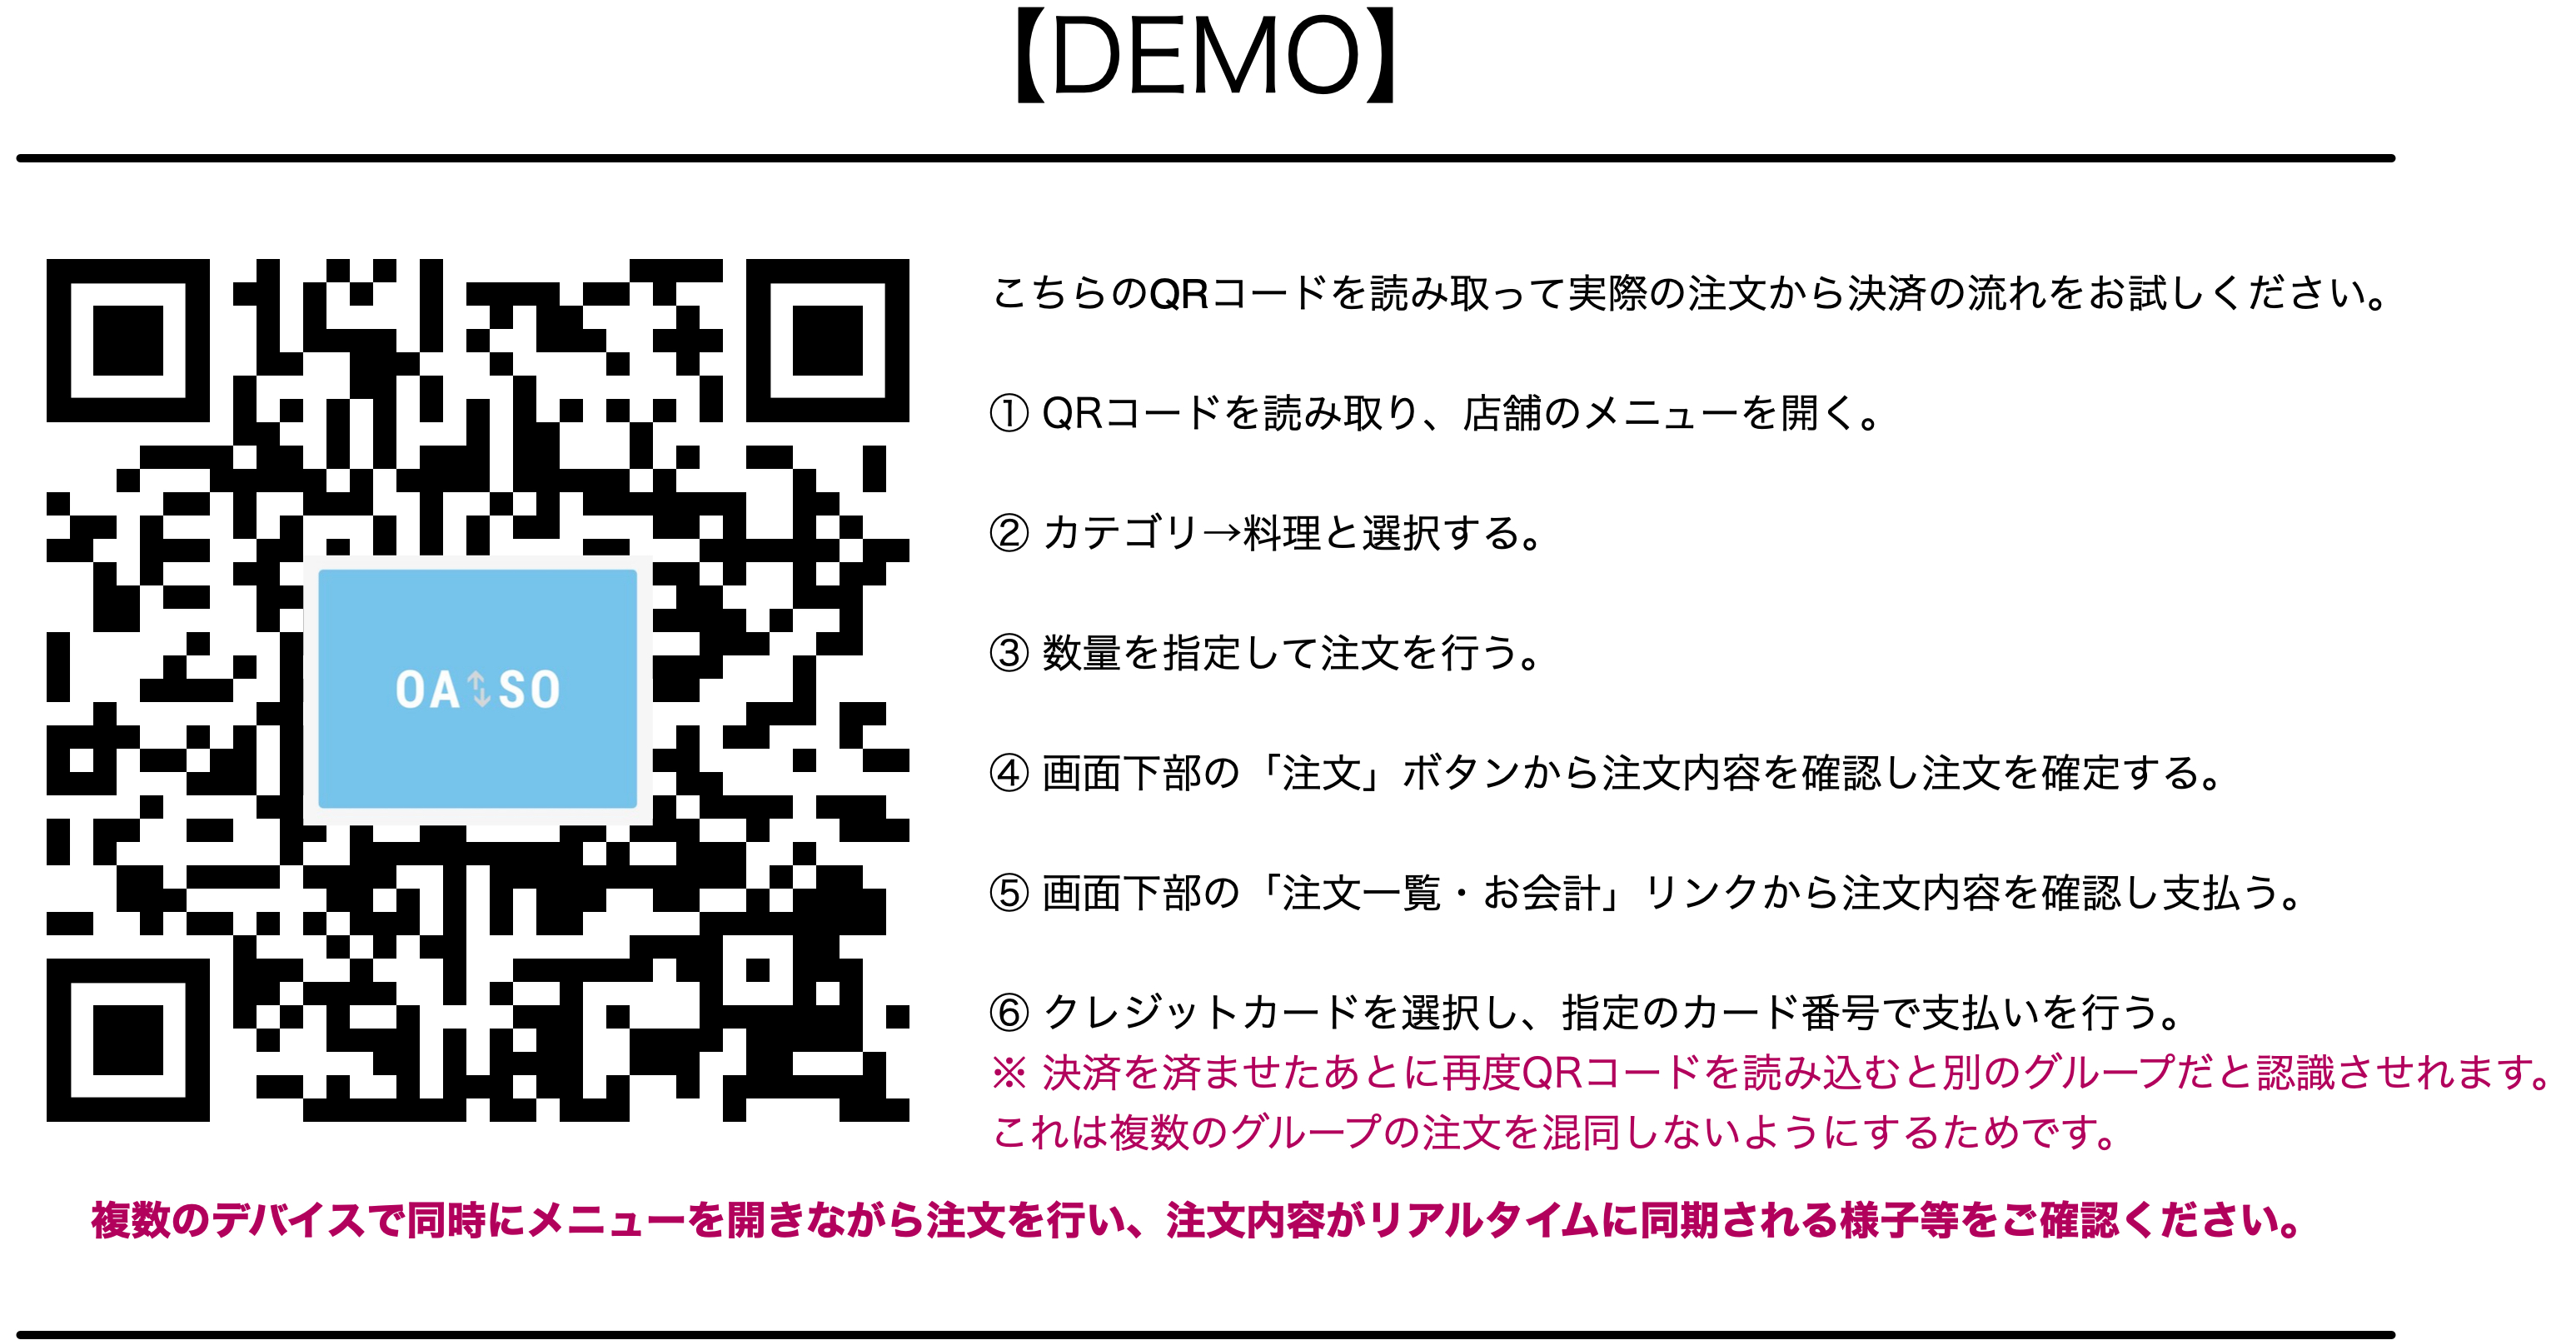 【DEMO】
こちらのQRコードを読み取って実際の注文から決済の流れをお試しください。
① QRコードを読み取り、店舗のメニューを開く。
② カテゴリ→料理と選択する。
③ 数量を指定して注文を行う。
④ 画面下部の「注文」ボタンから注文内容を確認し注文を確定する。
⑤ 画面下部の「注文一覧・お会計」リンクから注文内容を確認し支払う。
⑥ クレジットカードを選択し、指定のカード番号で支払いを行う。
※ 決済を済ませたあとに再度QRコードを読み込むと別のグループだと認識させれます。
これは複数のグループの注文を混同しないようにするためです。
OA⇅SO
複数のデバイスで同時にメニューを開きながら注文を行い、注文内容がリアルタイムに同期される様子等をご確認ください。